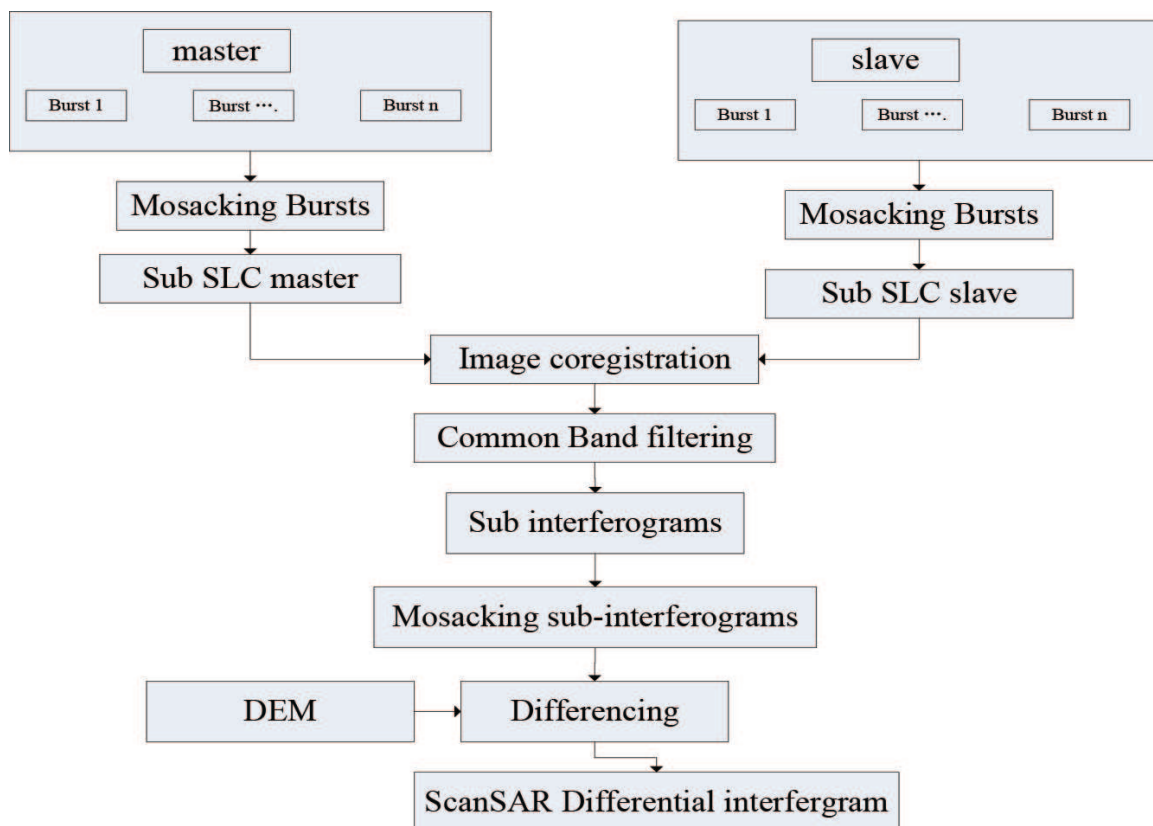 master
Burst 1
Burst ….
Burst n
slave
Burst 1
Burst ….
Burst n
Mosacking Bursts
Mosacking Bursts
Sub SLC master
Sub SLC slave
Image coregistration
Common Band filtering
Sub interferograms
Mosacking sub-interferograms
DEM
Differencing
ScanSAR Differential interfergram